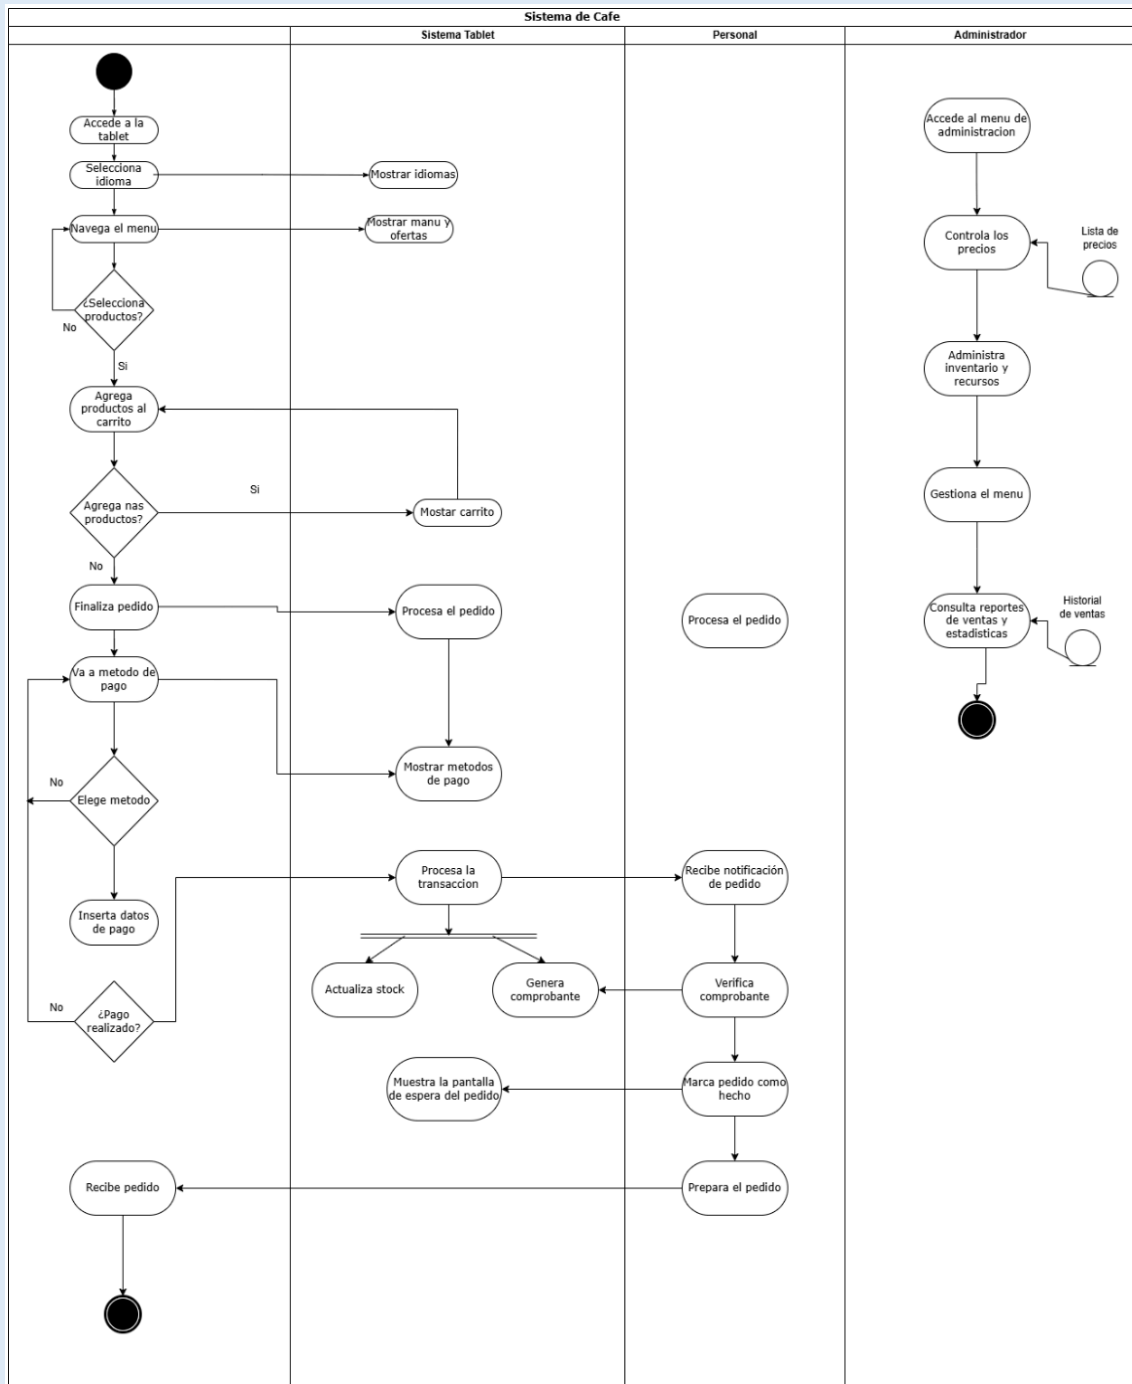 Sistema de Cafe
Sistema Tablet
Personal
Administrador
Accede a la
tablet
Selecciona
idioma
Mostrar idiomas
Navega el menu
Mostrar manu y
ofertas
¿Selecciona
productos?
No
Si
Agrega
productos al
carrito
Agrega nas
productos?
Si
Mostar carrito
No
Finaliza pedido
Procesa el pedido
Procesa el pedido
Va a metodo de
pago
Mostrar metodos
de pago
No
Elege metodo
Inserta datos
de pago
Procesa la
transaccion
Recibe notificación
de pedido
No
¿Pago
realizado?
Actualiza stock
Genera
comprobante
Verifica
comprobante
Muestra la pantalla
de espera del pedido
Marca pedido como
hecho
Recibe pedido
Prepara el pedido
Accede al menu de
administracion
Controla los
precios
Lista de
precios
Administra
inventario y
recursos
Gestiona el menu
Consulta reportes
de ventas y
estadisticas
Historial
de ventas